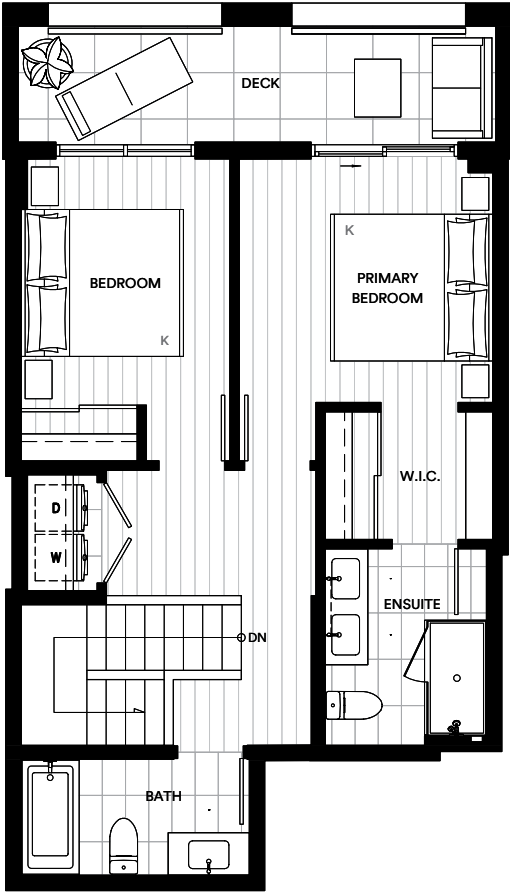 DECK
BEDROOM
K
K
PRIMARY
BEDROOM
W.I.C.
D
W
ENSUITE
DN
BATH